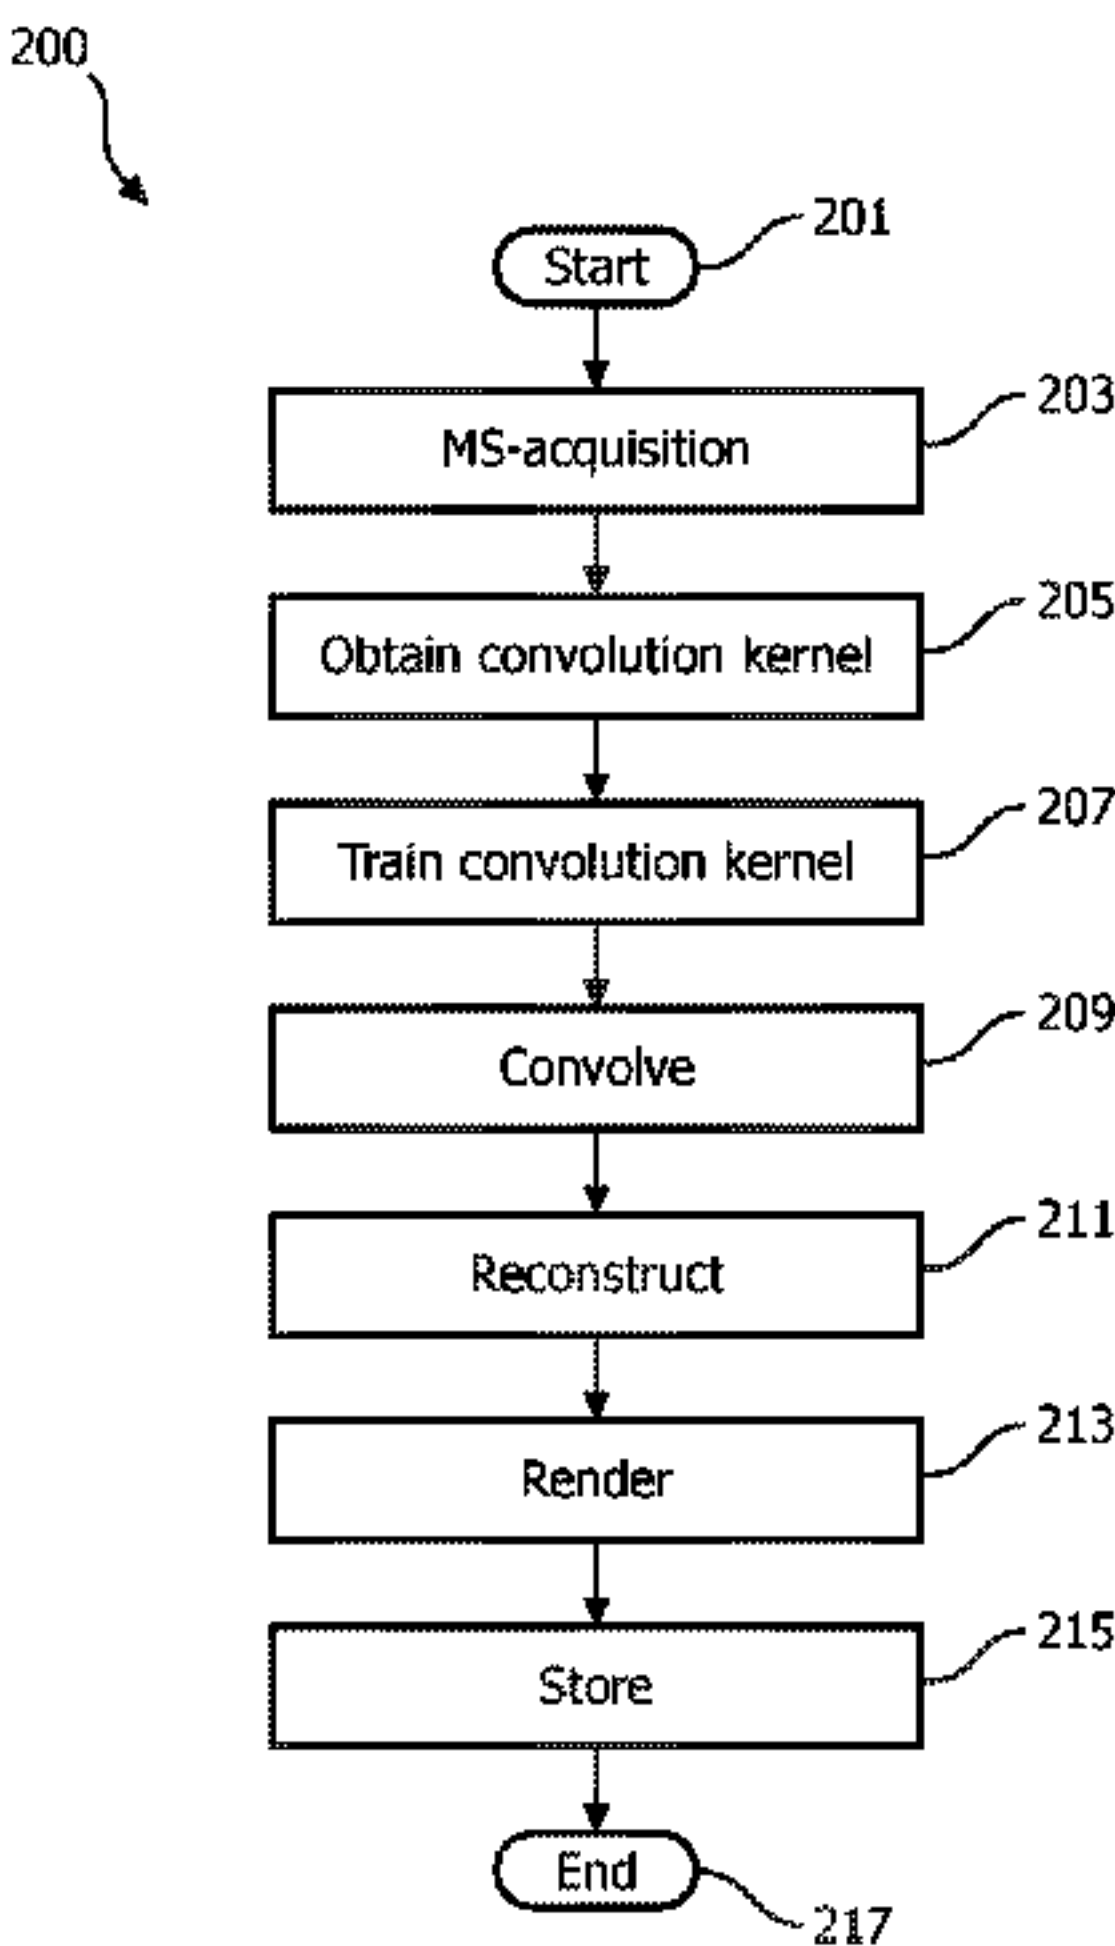 200
201
Start
203
MS-acquisition
205
Obtain convolution kernel
207
Train convolution kernel
209
Convolve
211
Reconstruct
213
Render
215
Store
End
217